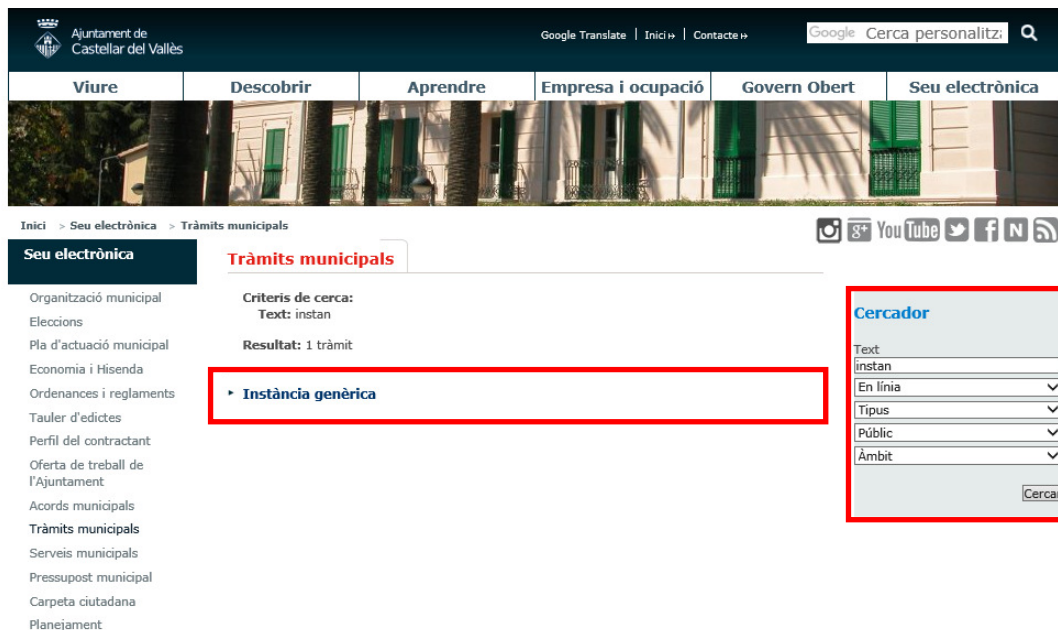 Ajuntament de
Castellar del Vallès
Google Translate | Inici » | Contacte »
Google Cerca personalitz
Viure
Descobrir
Aprendre
Empresa i ocupació
Govern Obert
Seu electrònica
Inici > Seu electrònica > Tràmits municipals
You Tube
Seu electrònica
Organització municipal
Eleccions
Pla d'actuació municipal
Economia i Hisenda
Ordenances i reglaments
Tauler d'edictes
Perfil del contractant
Oferta de treball de
l'Ajuntament
Acords municipals
Tràmits municipals
Serveis municipals
Pressupost municipal
Carpeta ciutadana
Planejament
Tràmits municipals
Criteris de cerca:
Text: instan
Resultat: 1 tràmit
Instància genèrica
Cercador
Text
instan
En línia
Tipus
Públic
Àmbit
Cercar